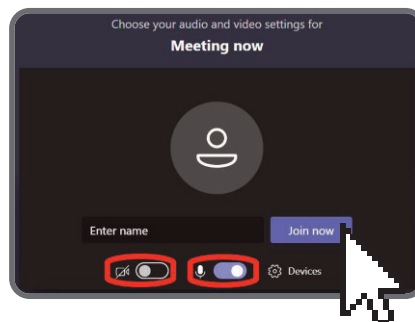 Choose your audio and video settings for
Meeting now
Enter name
Join now
Devices